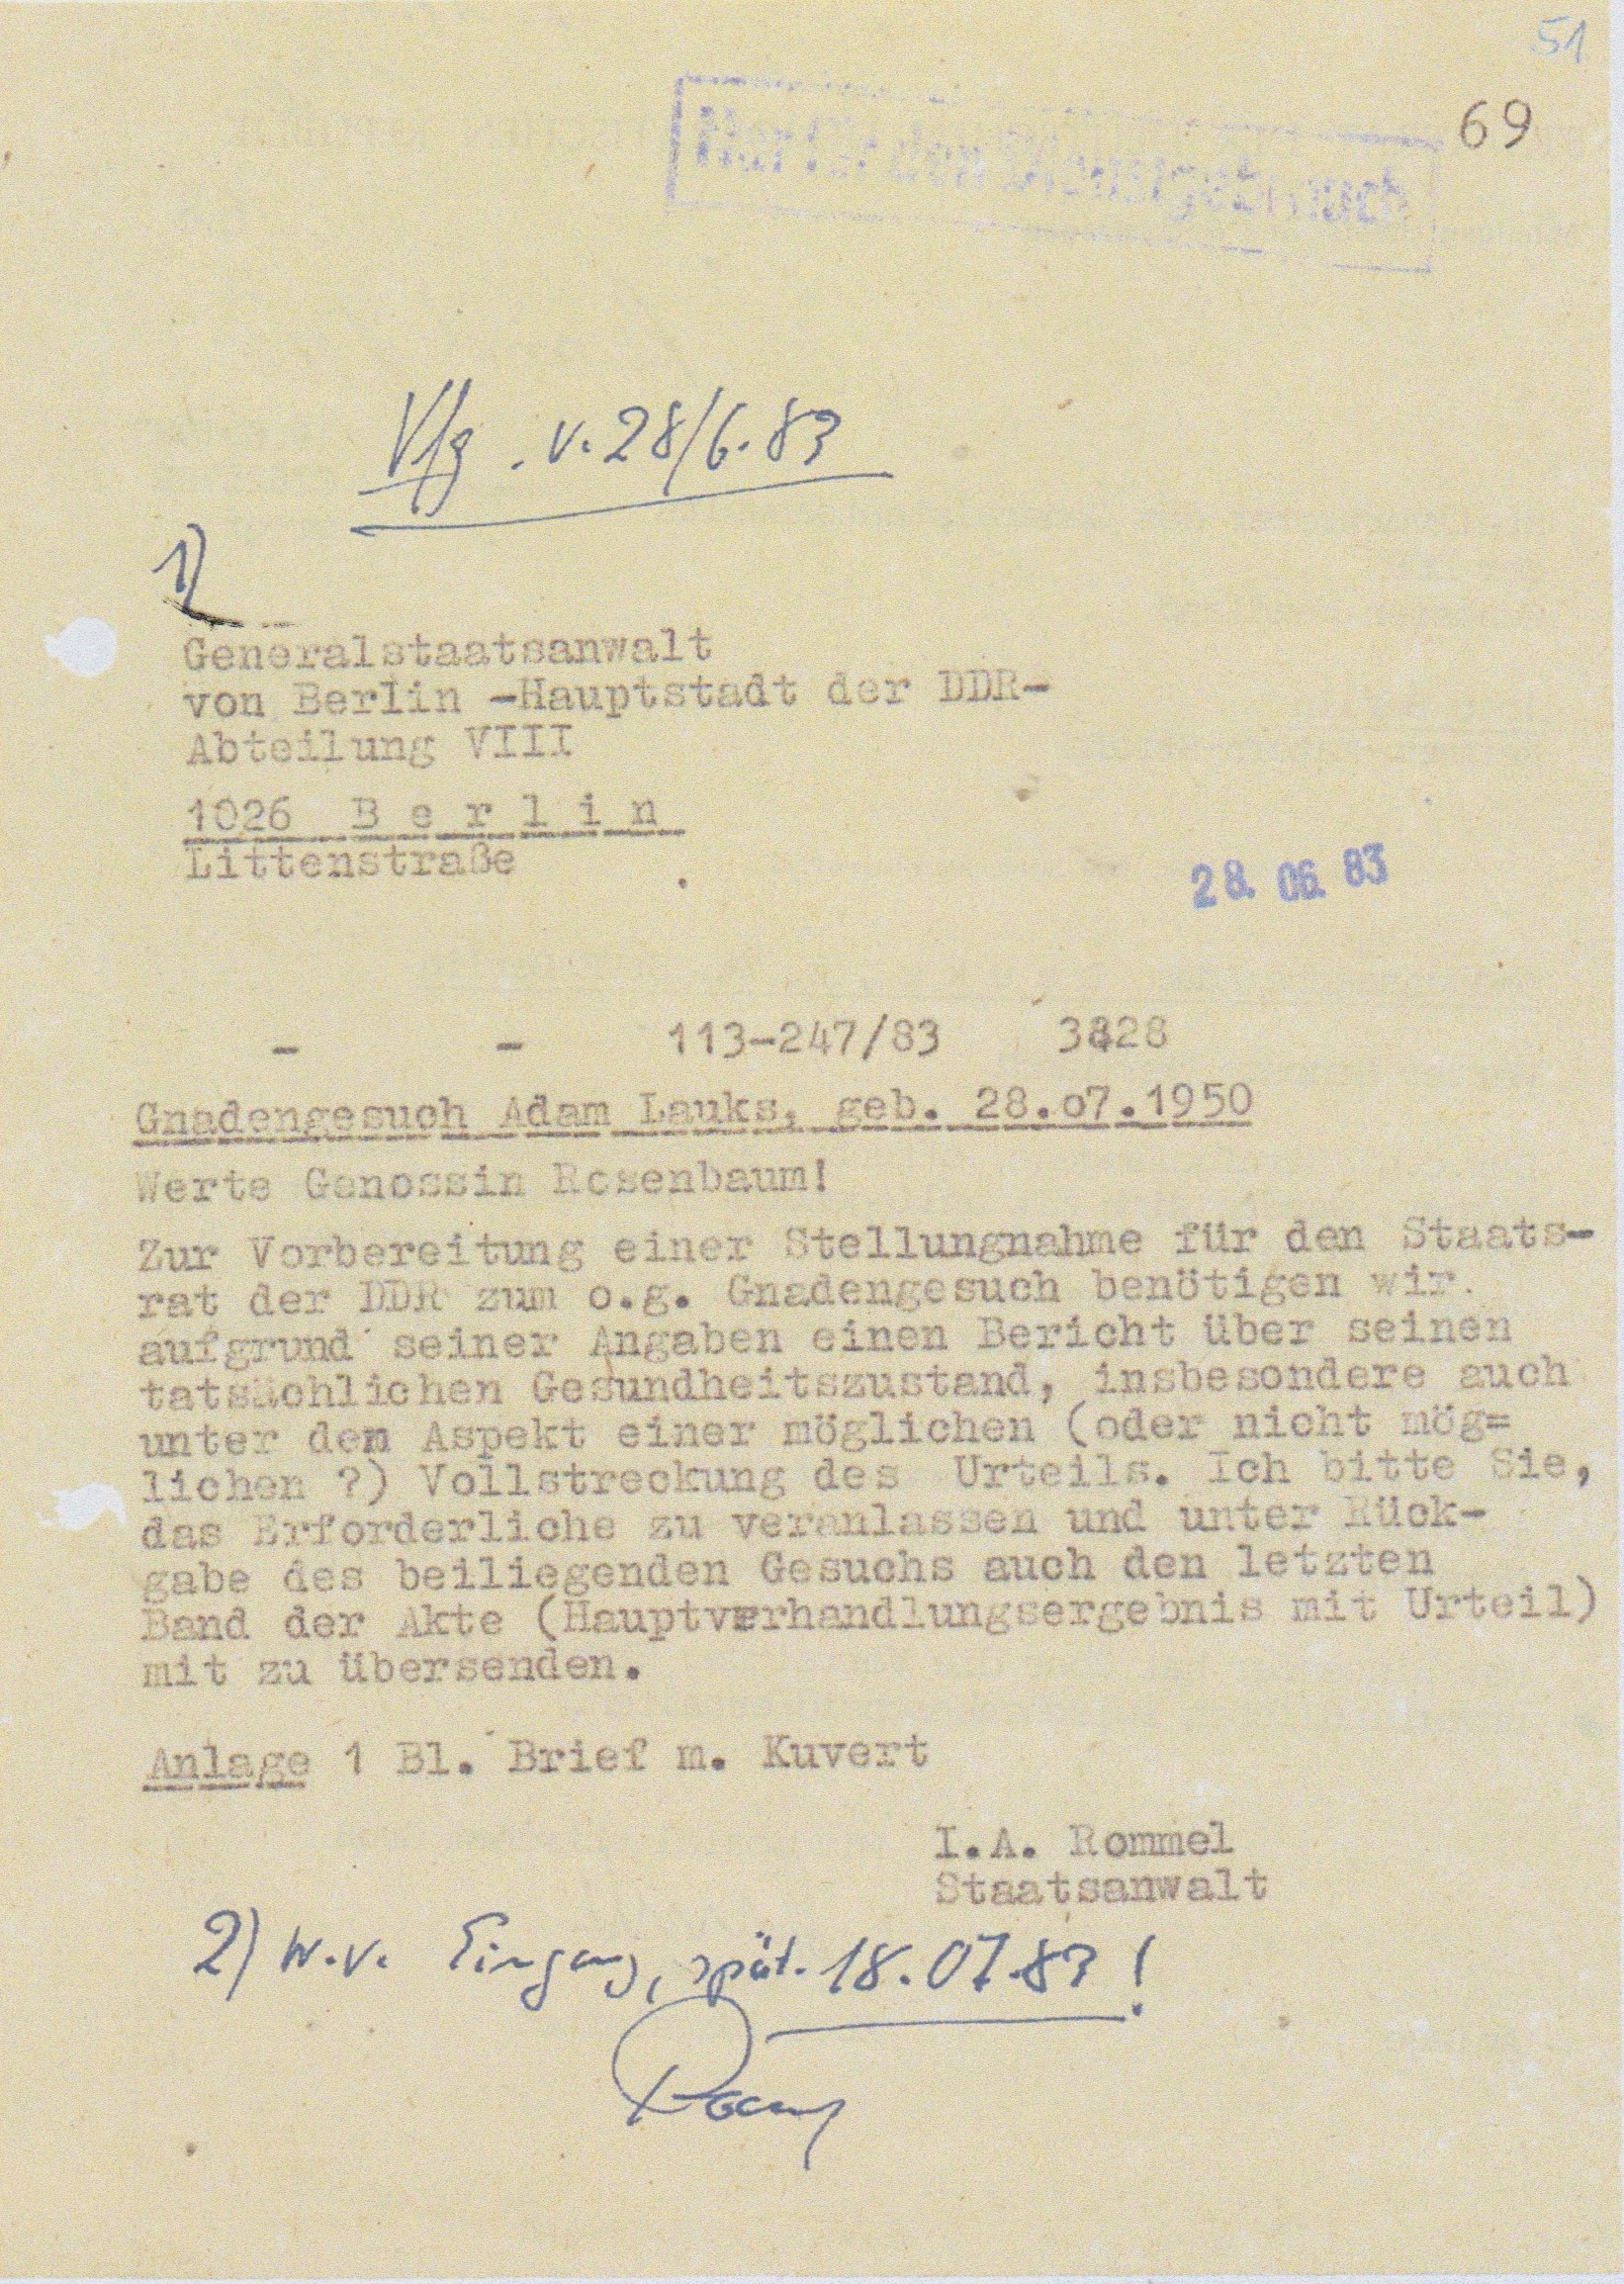 51
69
Nur für den Dienstgebrauch
Vfg. v. 28/6.83
1)
Generalstaatsanwalt
von Berlin -Hauptstadt der DDR-
Abteilung VIII
1026 B e r l i n
Littenstraße
28. 06. 83
- - 113-247/83 3428
Gnadengesuch Adam Lauks, geb. 28.o7.1950
Werte Genossin Rosenbaum!
Zur Vorbereitung einer Stellungnahme für den Staats-
rat der DDR zum o.g. Gnadengesuch benötigen wir
aufgrund seiner Angaben einen Bericht über seinen
tatsächlichen Gesundheitszustand, insbesondere auch
unter dem Aspekt einer möglichen (oder nicht mög=
lichen ?) Vollstreckung des Urteils. Ich bitte Sie,
das Erforderliche zu veranlassen und unter Rück-
gabe des beiliegenden Gesuchs auch den letzten
Band der Akte (Hauptverhandlungsergebnis mit Urteil)
mit zu übersenden.
Anlage 1 Bl. Brief m. Kuvert
I.A. Rommel
Staatsanwalt
2) W.v. Eingang, spät. 18.07.83!